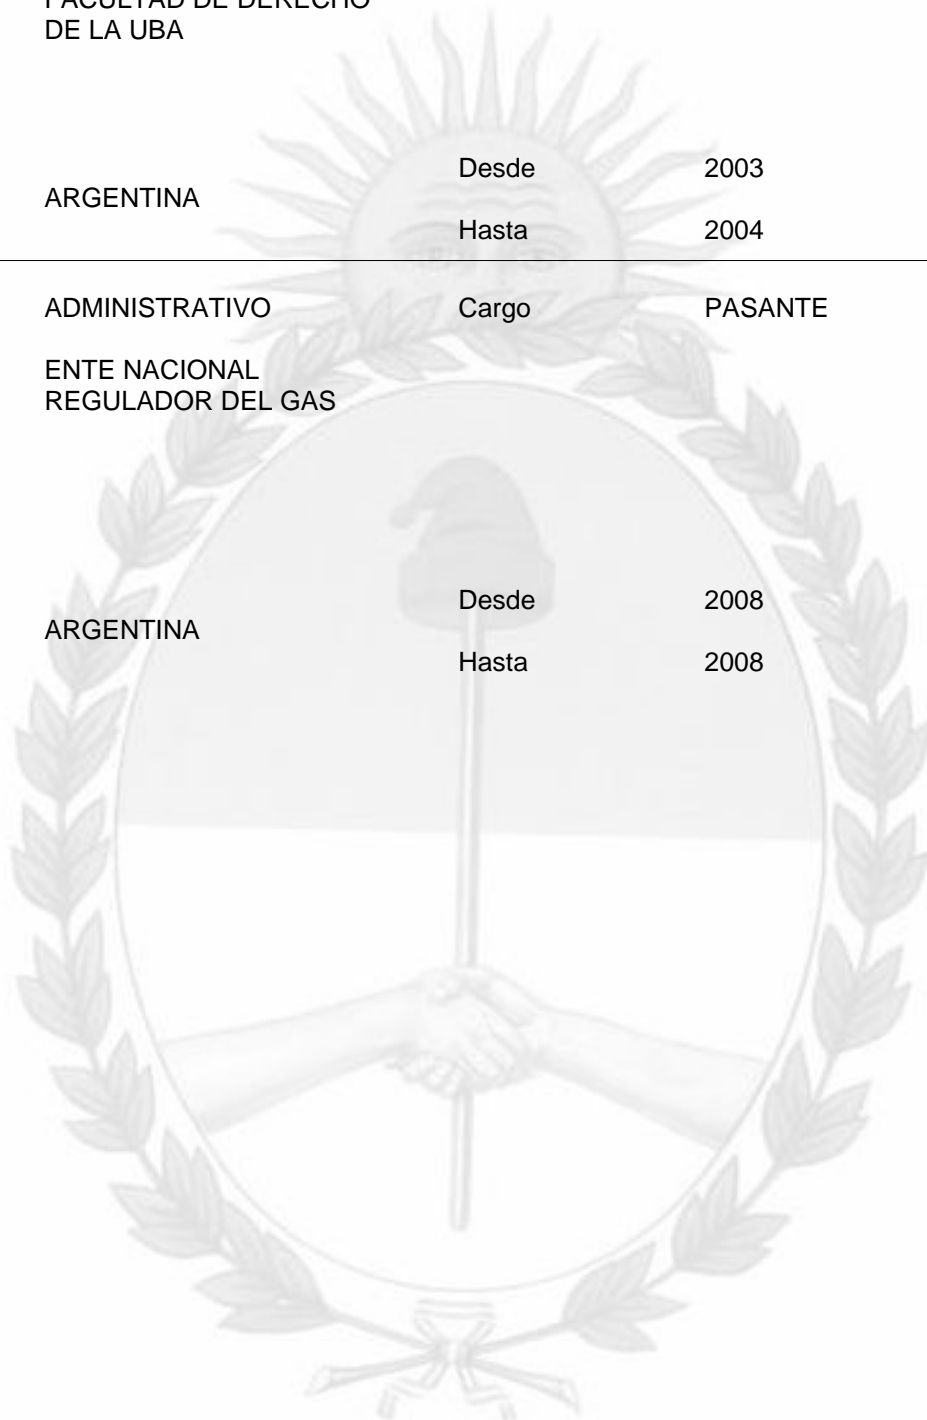 FACULTAD DE DERECHO
DE LA UBA
Desde 2003
ARGENTINA
Hasta 2004
ADMINISTRATIVO Cargo PASANTE
ENTE NACIONAL
REGULADOR DEL GAS
Desde 2008
ARGENTINA
Hasta 2008